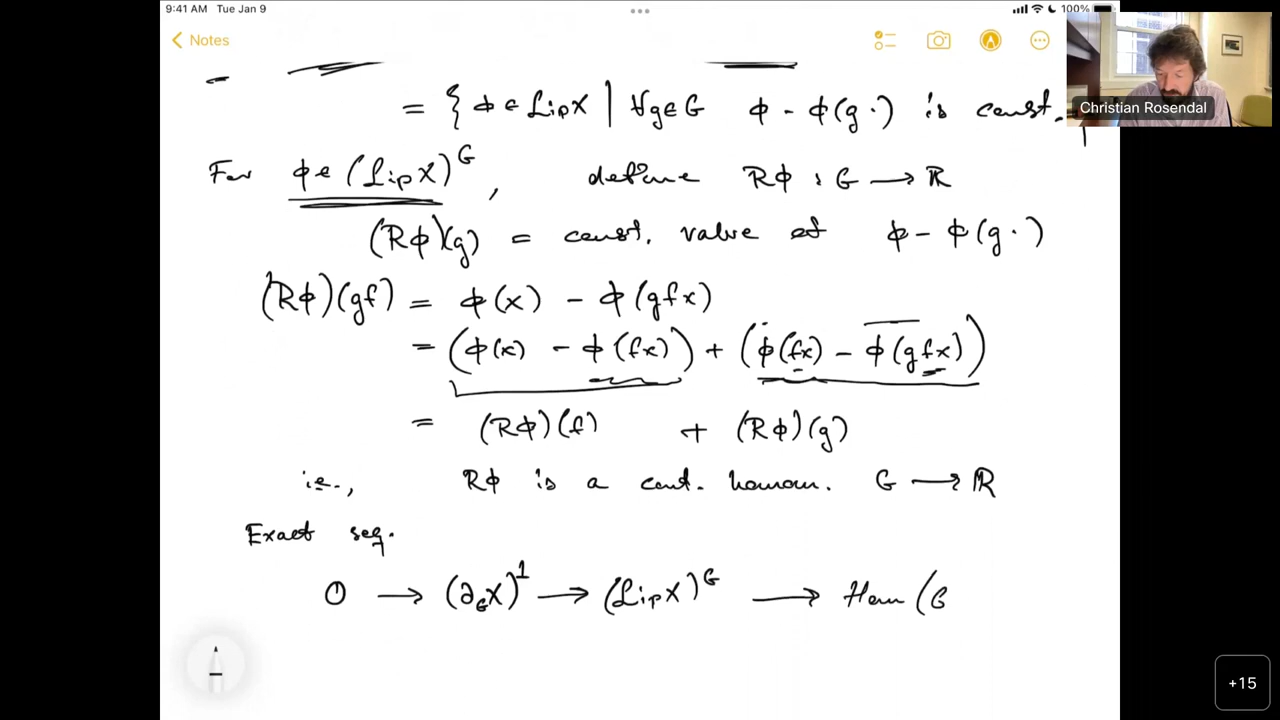 9:41 AM Tue Jan 9
100%
Notes
Christian Rosendal
= { ϕ ∈ Lip X | ∀g∈G ϕ - ϕ(g ·) is const.
For ϕ ∈ (Lip X)^G, define Rϕ : G → ℝ
(Rϕ)(g) = const. value of ϕ - ϕ(g ·)
(Rϕ)(gf) = ϕ(x) - ϕ(gfx)
= (ϕ(x) - ϕ(fx)) + (ϕ(fx) - ϕ(gfx))
= (Rϕ)(f) + (Rϕ)(g)
i.e., Rϕ is a cont. homom. G → ℝ
Exact seq.
0 → (∂_G X)^⊥ → (Lip X)^G → Hom (G
+15